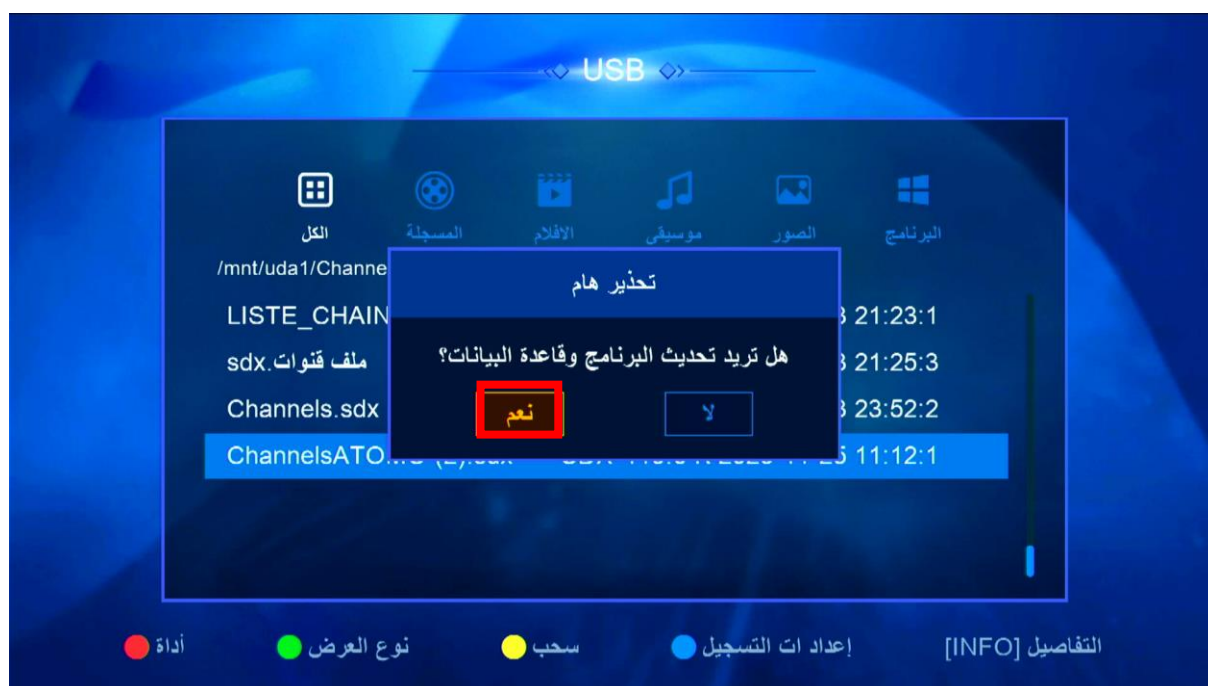 USB
الكل
المسجلة
الافلام
موسيقى
الصور
البرنامج
/mnt/uda1/Channe
تحذير هام
هل تريد تحديث البرنامج وقاعدة البيانات؟
نعم
لا
LISTE_CHAIN 21:23:1
ملف قنوات.sdx 21:25:3
Channels.sdx 23:52:2
ChannelsATO 11:12:1
أداة
نوع العرض
سحب
إعداد ات التسجيل
التفاصيل [INFO]